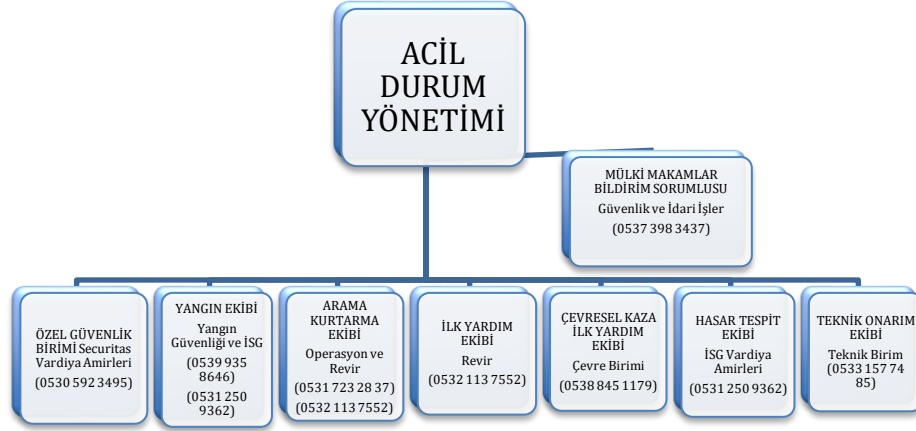 ACİL
DURUM
YÖNETİMİ
MÜLKİ MAKAMLAR
BİLDİRİM SORUMLUSU
Güvenlik ve İdari İşler
(0537 398 3437)
ÖZEL GÜVENLİK
BİRİMİ Securitas
Vardiya Amirleri
(0530 592 3495)
YANGIN EKİBİ
Yangın
Güvenliği ve İSG
(0539 935
8646)
(0531 250
9362)
ARAMA
KURTARMA
EKİBİ
Operasyon ve
Revir
(0531 723 28 37)
(0532 113 7552)
İLK YARDIM
EKİBİ
Revir
(0532 113 7552)
ÇEVRESEL KAZA
İLK YARDIM
EKİBİ
Çevre Birimi
(0538 845 1179)
HASAR TESPİT
EKİBİ
İSG Vardiya
Amirleri
(0531 250 9362)
TEKNİK ONARIM
EKİBİ
Teknik Birim
(0533 157 74
85)